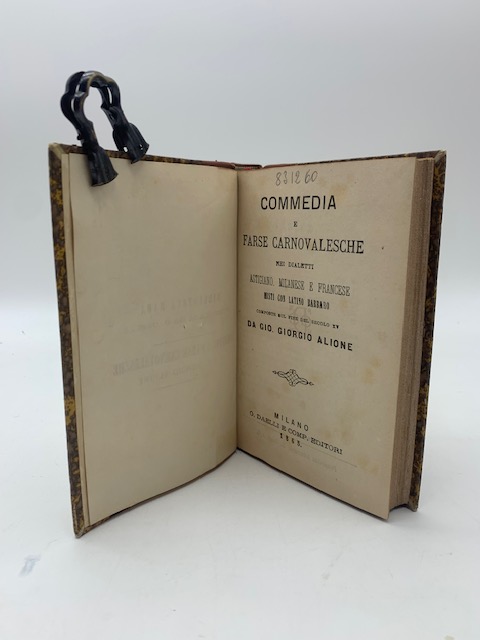 831260
COMMEDIA
E
FARSE CARNOVALESCHE
NEI DIALETTI
ASTIGIANO, MILANESE E FRANCESE
MISTI CON LATINO BARBARO
COMPOSTE SUL FINE DEL SECOLO XV
DA GIO. GIORGIO ALIONE
MILANO
G. DAELLI E COMP. EDITORI